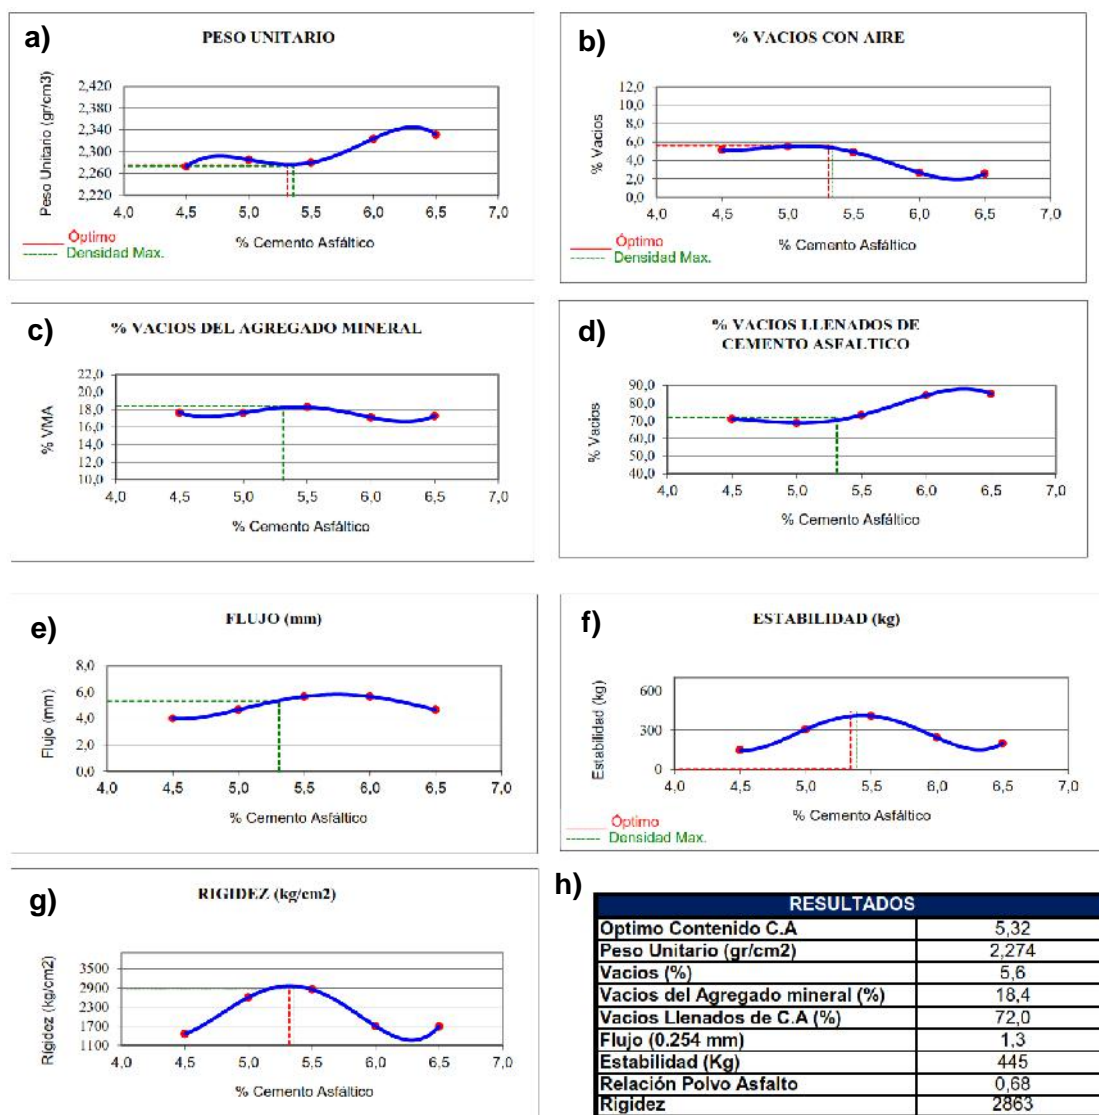 a)
PESO UNITARIO
Peso Unitario (gr/cm3)
2,420
2,380
2,340
2,300
2,260
2,220
4,0 4,5 5,0 5,5 6,0 6,5 7,0
% Cemento Asfáltico
Óptimo
Densidad Max.
b)
% VACIOS CON AIRE
% Vacios
12,0
10,0
8,0
6,0
4,0
2,0
0,0
4,0 4,5 5,0 5,5 6,0 6,5 7,0
% Cemento Asfáltico
Óptimo
Densidad Max.
c)
% VACIOS DEL AGREGADO MINERAL
% VMA
22,0
20,0
18,0
16,0
14,0
12,0
10,0
4,0 4,5 5,0 5,5 6,0 6,5 7,0
% Cemento Asfáltico
d)
% VACIOS LLENADOS DE
CEMENTO ASFALTICO
% Vacios
90,0
80,0
70,0
60,0
50,0
40,0
4,0 4,5 5,0 5,5 6,0 6,5 7,0
% Cemento Asfáltico
e)
FLUJO (mm)
Flujo (mm)
8,0
6,0
4,0
2,0
0,0
4,0 4,5 5,0 5,5 6,0 6,5 7,0
% Cemento Asfáltico
f)
ESTABILIDAD (kg)
Estabilidad (kg)
600
300
0
4,0 4,5 5,0 5,5 6,0 6,5 7,0
% Cemento Asfáltico
Óptimo
Densidad Max.
g)
RIGIDEZ (kg/cm2)
Rigidez (kg/cm2)
3500
2900
2300
1700
1100
4,0 4,5 5,0 5,5 6,0 6,5 7,0
% Cemento Asfáltico
h)
RESULTADOS
Optimo Contenido C.A 5,32
Peso Unitario (gr/cm2) 2,274
Vacios (%) 5,6
Vacios del Agregado mineral (%) 18,4
Vacios Llenados de C.A (%) 72,0
Flujo (0.254 mm) 1,3
Estabilidad (Kg) 445
Relación Polvo Asfalto 0,68
Rigidez 2863